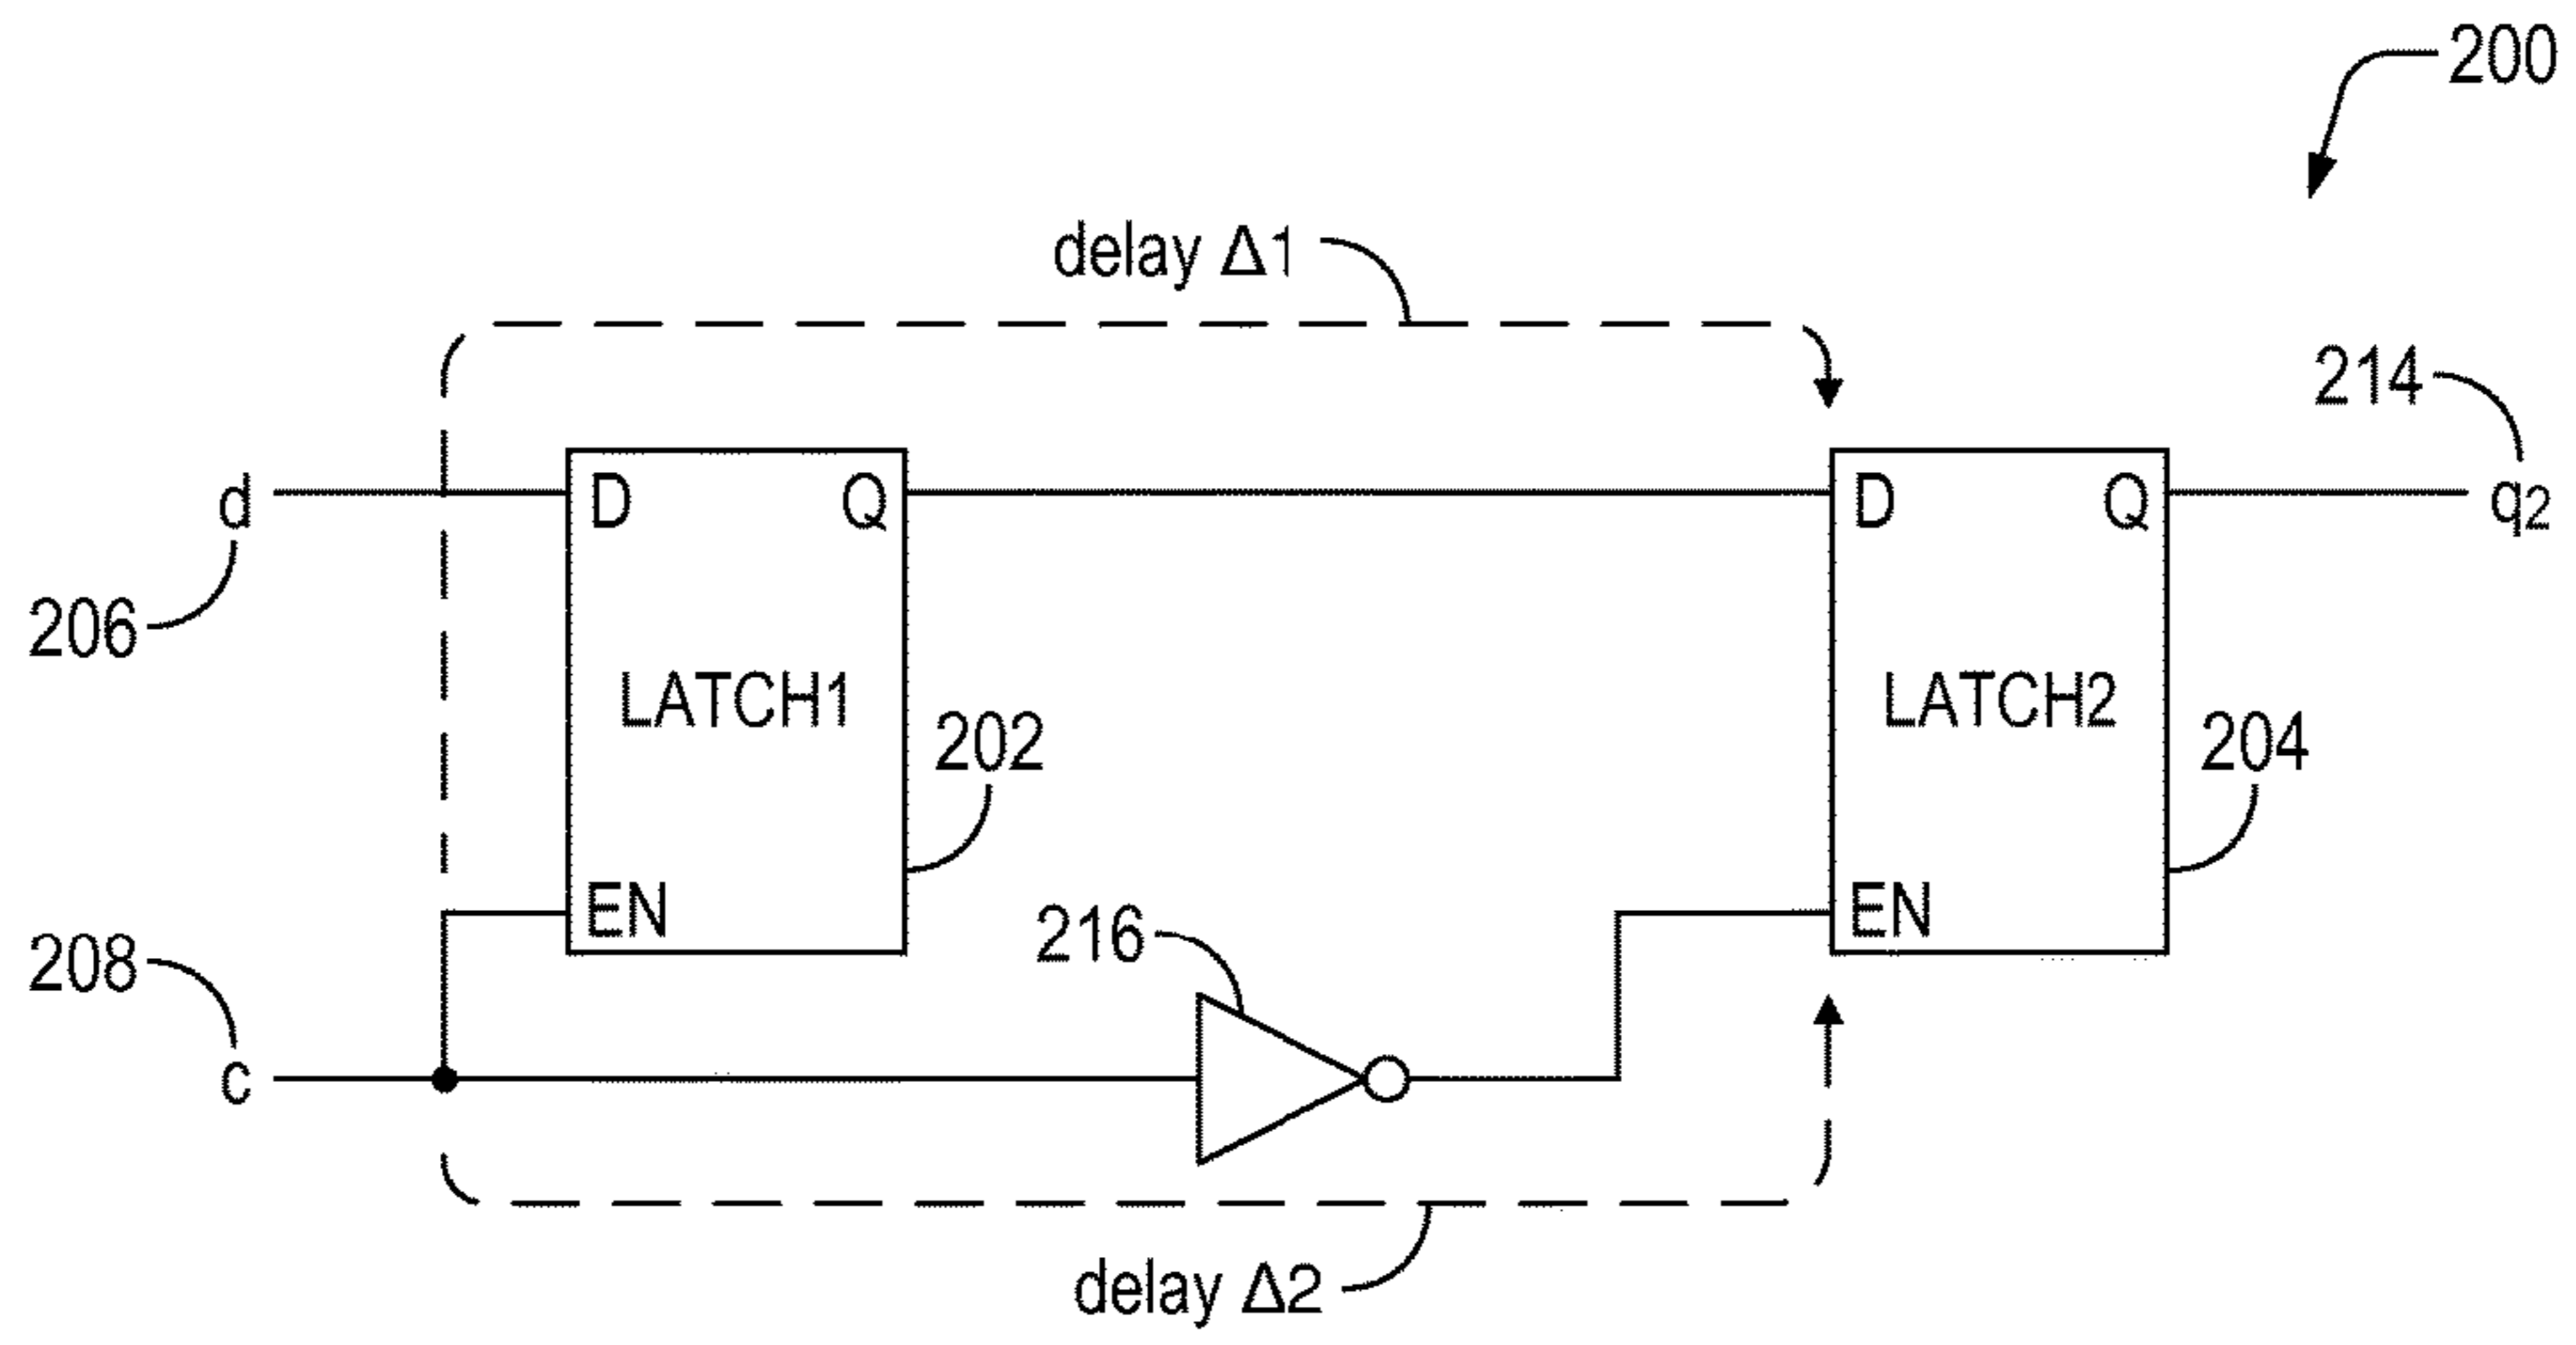 200
delay Δ1
214
d
D
Q
D
Q
q2
206
LATCH1
LATCH2
202
204
EN
EN
216
208
c
delay Δ2